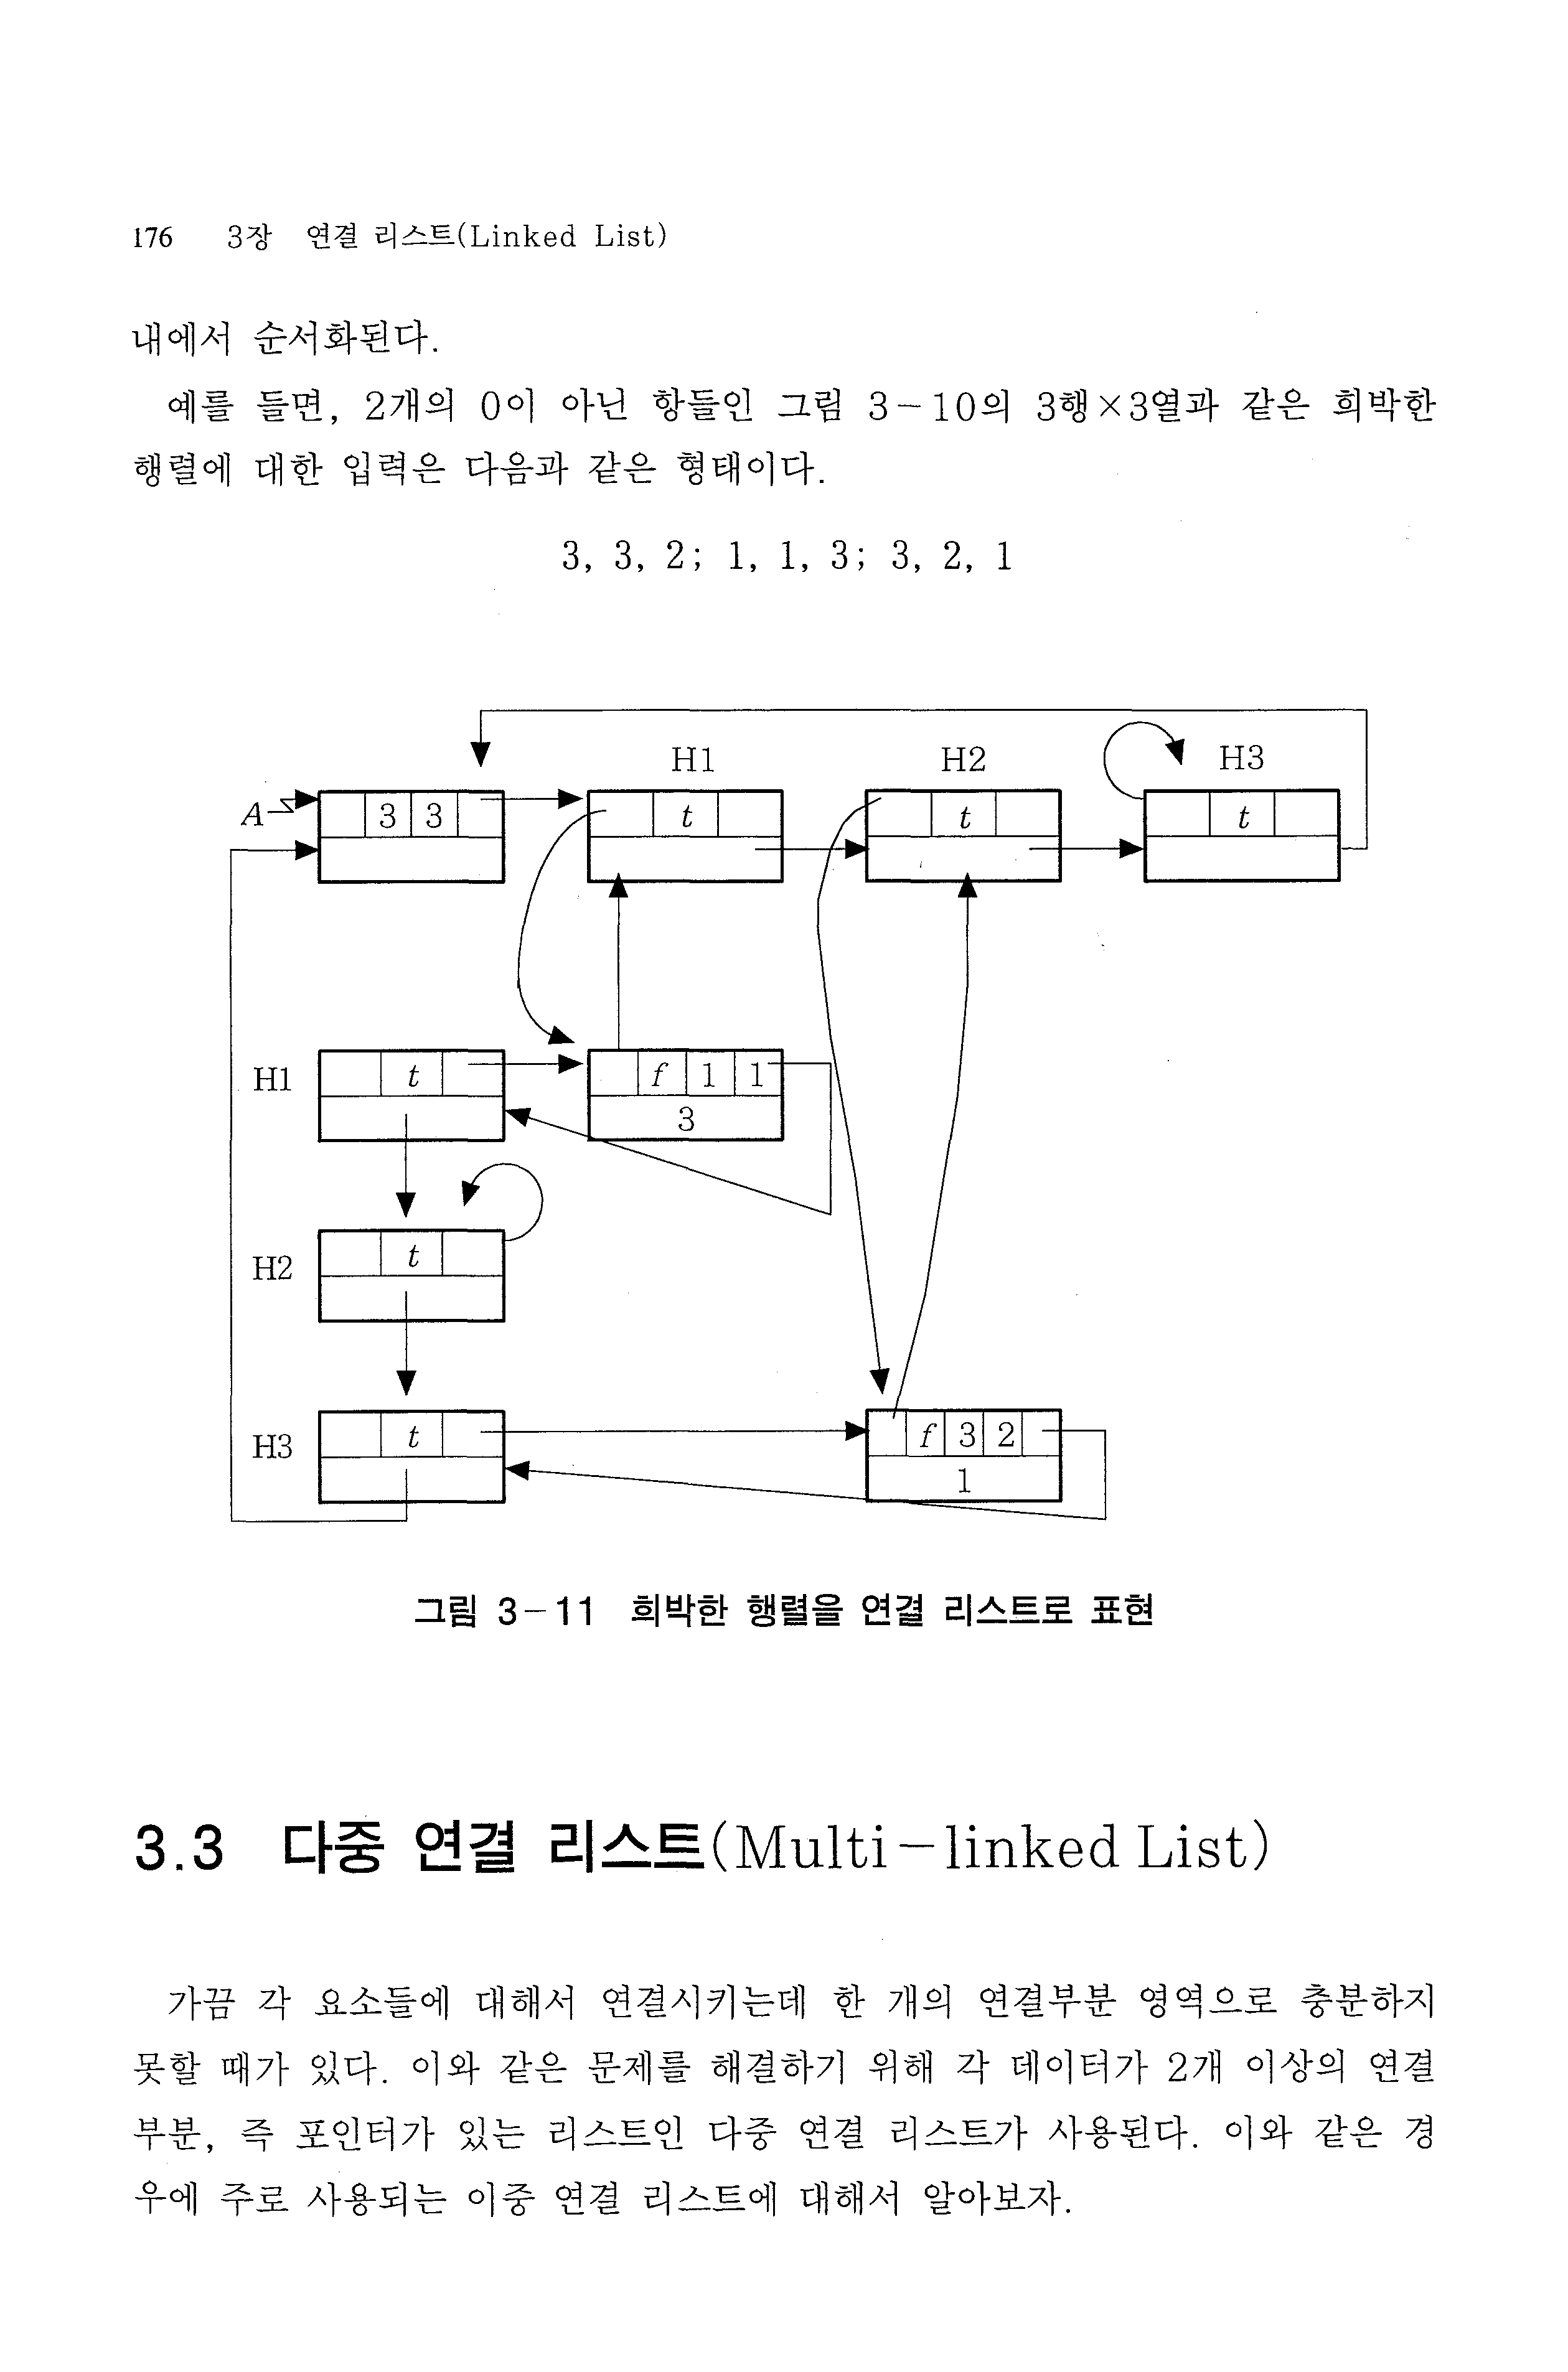 176 3장 연결 리스트(Linked List)
내에서 순서화된다.
예를 들면, 2개의 0이 아닌 항들인 그림 3-10의 3행×3열과 같은 희박한
행렬에 대한 입력은 다음과 같은 형태이다.
3, 3, 2; 1, 1, 3; 3, 2, 1
H1 H2 H3
A 3 3 t t t
H1 t f 1 1
3
H2 t
H3 t f 3 2
1
그림 3-11 희박한 행렬을 연결 리스트로 표현
3.3 다중 연결 리스트(Multi-linked List)
가끔 각 요소들에 대해서 연결시키는데 한 개의 연결부분 영역으로 충분하지
못할 때가 있다. 이와 같은 문제를 해결하기 위해 각 데이터가 2개 이상의 연결
부분, 즉 포인터가 있는 리스트인 다중 연결 리스트가 사용된다. 이와 같은 경
우에 주로 사용되는 이중 연결 리스트에 대해서 알아보자.